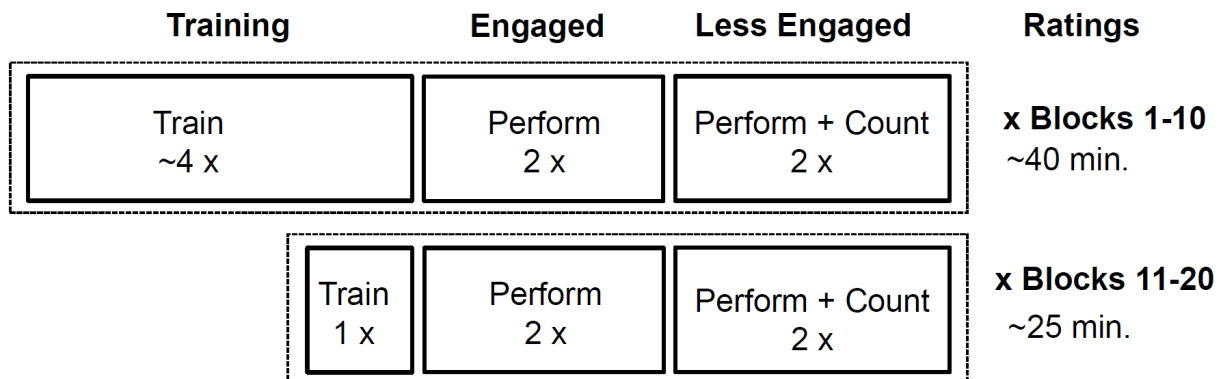 Training Engaged Less Engaged Ratings
Train Perform Perform + Count x Blocks 1-10
~4 x 2 x 2 x ~40 min.
Train Perform Perform + Count x Blocks 11-20
1 x 2 x 2 x ~25 min.